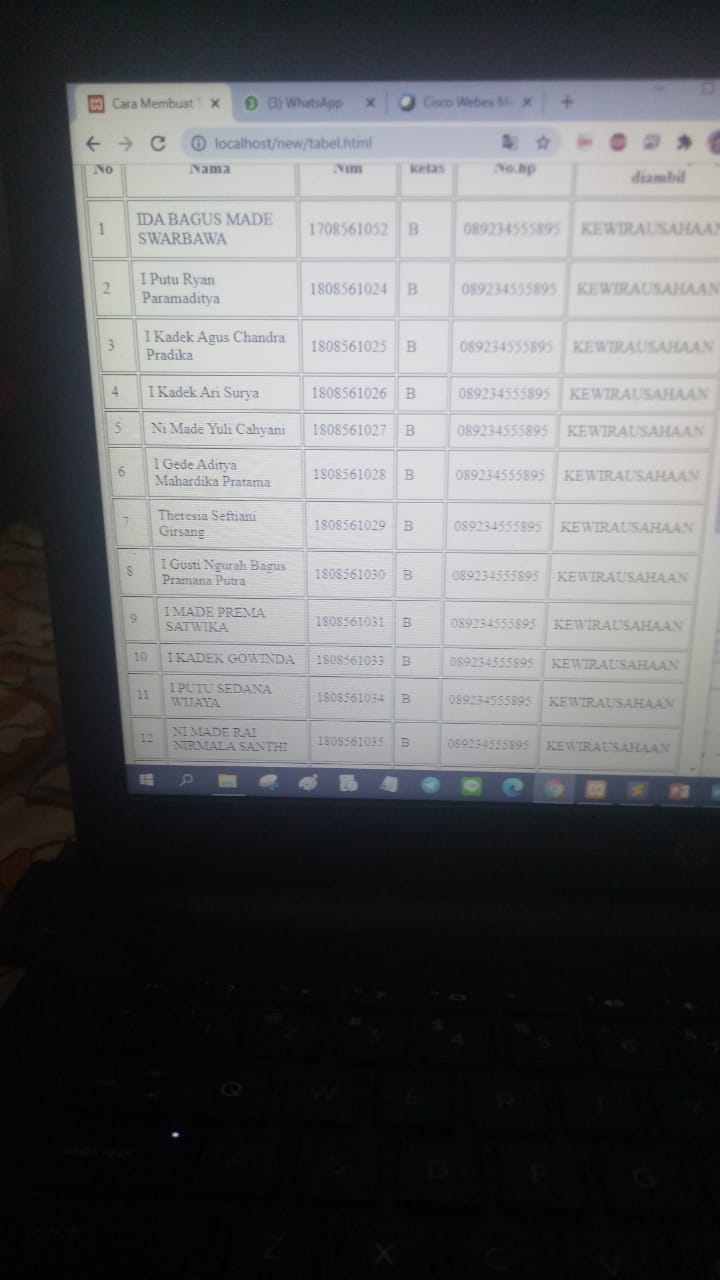 Cara Membuat T
(3) WhatsApp
Cisco Webex M
localhost/new/tabel.html
No Nama Nim kelas No.hp diambil
1 IDA BAGUS MADE SWARBAWA 1708561052 B 089234555895 KEWIRAUSAHAAN
2 I Putu Ryan Paramaditya 1808561024 B 089234555895 KEWIRAUSAHAAN
3 I Kadek Agus Chandra Pradika 1808561025 B 089234555895 KEWIRAUSAHAAN
4 I Kadek Ari Surya 1808561026 B 089234555895 KEWIRAUSAHAAN
5 Ni Made Yuli Cahyani 1808561027 B 089234555895 KEWIRAUSAHAAN
6 I Gede Aditya Mahardika Pratama 1808561028 B 089234555895 KEWIRAUSAHAAN
7 Theresia Seftiani Girsang 1808561029 B 089234555895 KEWIRAUSAHAAN
8 I Gusti Ngurah Bagus Pramana Putra 1808561030 B 089234555895 KEWIRAUSAHAAN
9 I MADE PREMA SATWIKA 1808561031 B 089234555895 KEWIRAUSAHAAN
10 I KADEK GOWINDA 1808561033 B 089234555895 KEWIRAUSAHAAN
11 I PUTU SEDANA WIJAYA 1808561034 B 089234555895 KEWIRAUSAHAAN
12 NI MADE RAI NIRMALA SANTHI 1808561035 B 089234555895 KEWIRAUSAHAAN
# 3 $ 4 5 6
Q W E R T Y
A S D F G
Z X C V